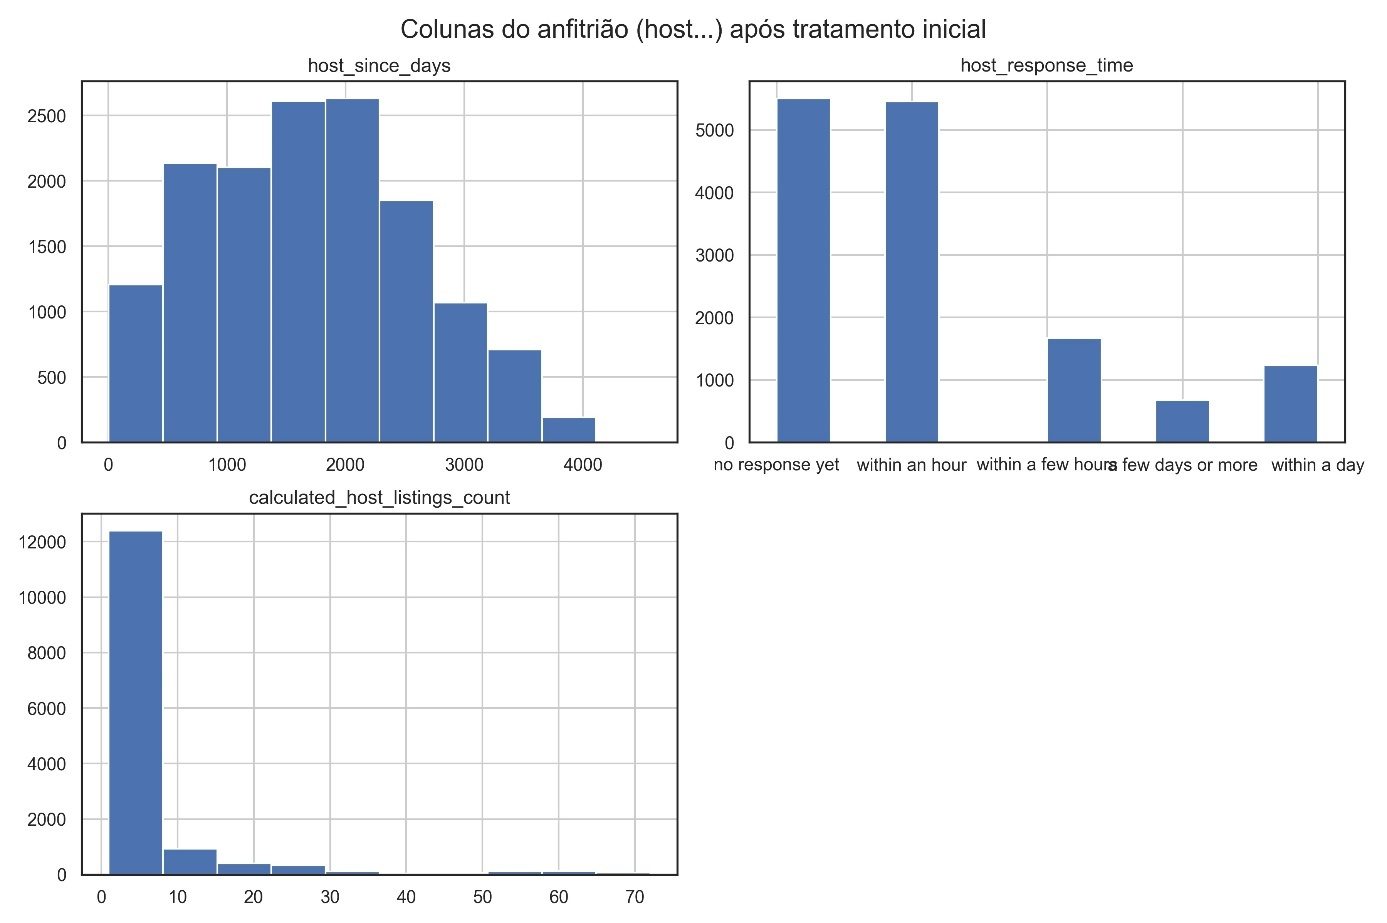 Colunas do anfitrião (host...) após tratamento inicial
host_since_days
2500
2000
1500
1000
500
0
0 1000 2000 3000 4000
host_response_time
5000
4000
3000
2000
1000
0
no response yet within an hour within a few hours a few days or more within a day
calculated_host_listings_count
12000
10000
8000
6000
4000
2000
0
0 10 20 30 40 50 60 70